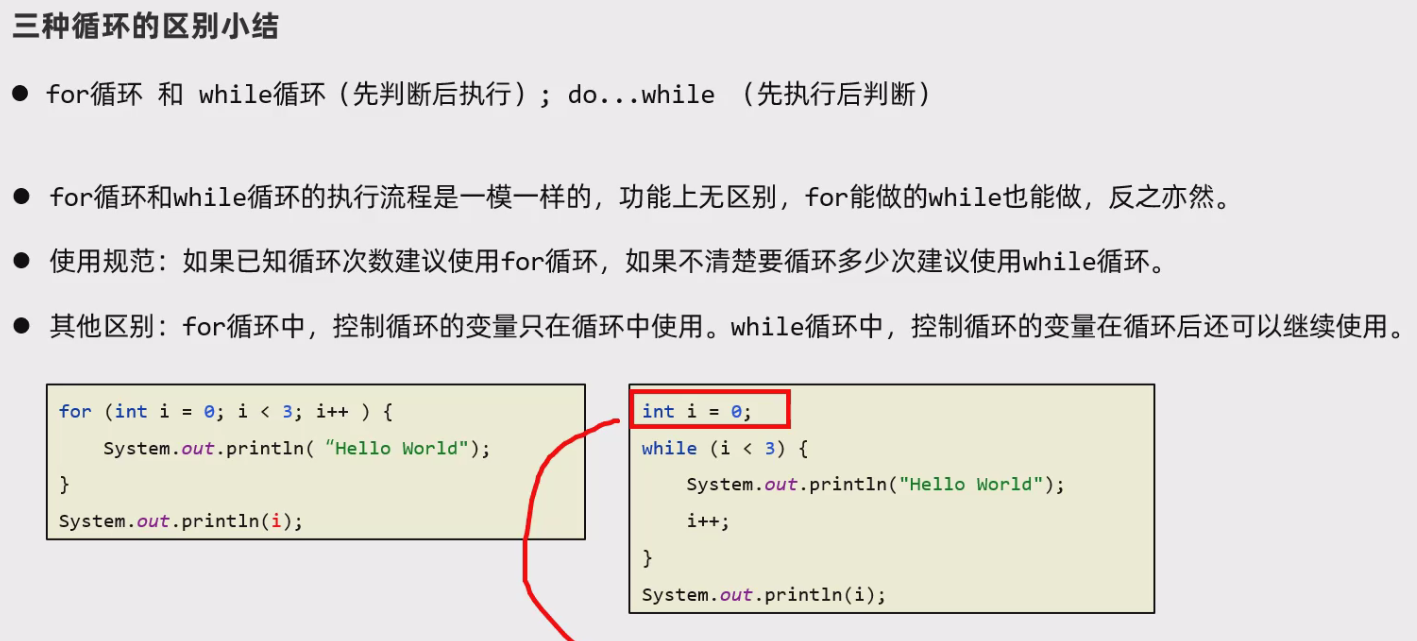 三种循环的区别小结
● for循环 和 while循环（先判断后执行）; do...while （先执行后判断）
● for循环和while循环的执行流程是一模一样的，功能上无区别，for能做的while也能做，反之亦然。
● 使用规范：如果已知循环次数建议使用for循环，如果不清楚要循环多少次建议使用while循环。
● 其他区别：for循环中，控制循环的变量只在循环中使用。while循环中，控制循环的变量在循环后还可以继续使用。
for (int i = 0; i < 3; i++ ) {
    System.out.println( “Hello World");
}
System.out.println(i);
int i = 0;
while (i < 3) {
    System.out.println("Hello World");
    i++;
}
System.out.println(i);